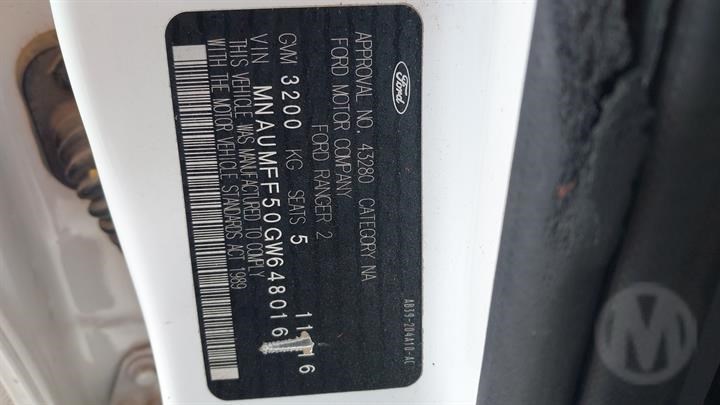 Ford
APPROVAL NO. 43280 CATEGORY NA
FORD MOTOR COMPANY
FORD RANGER 2
GVM 3200 KG SEATS 5
VIN MNAUMFF50GW648016
THIS VEHICLE WAS MANUFACTURED TO COMPLY
WITH THE MOTOR VEHICLE STANDARDS ACT 1989
AB39-204A10-AC
M